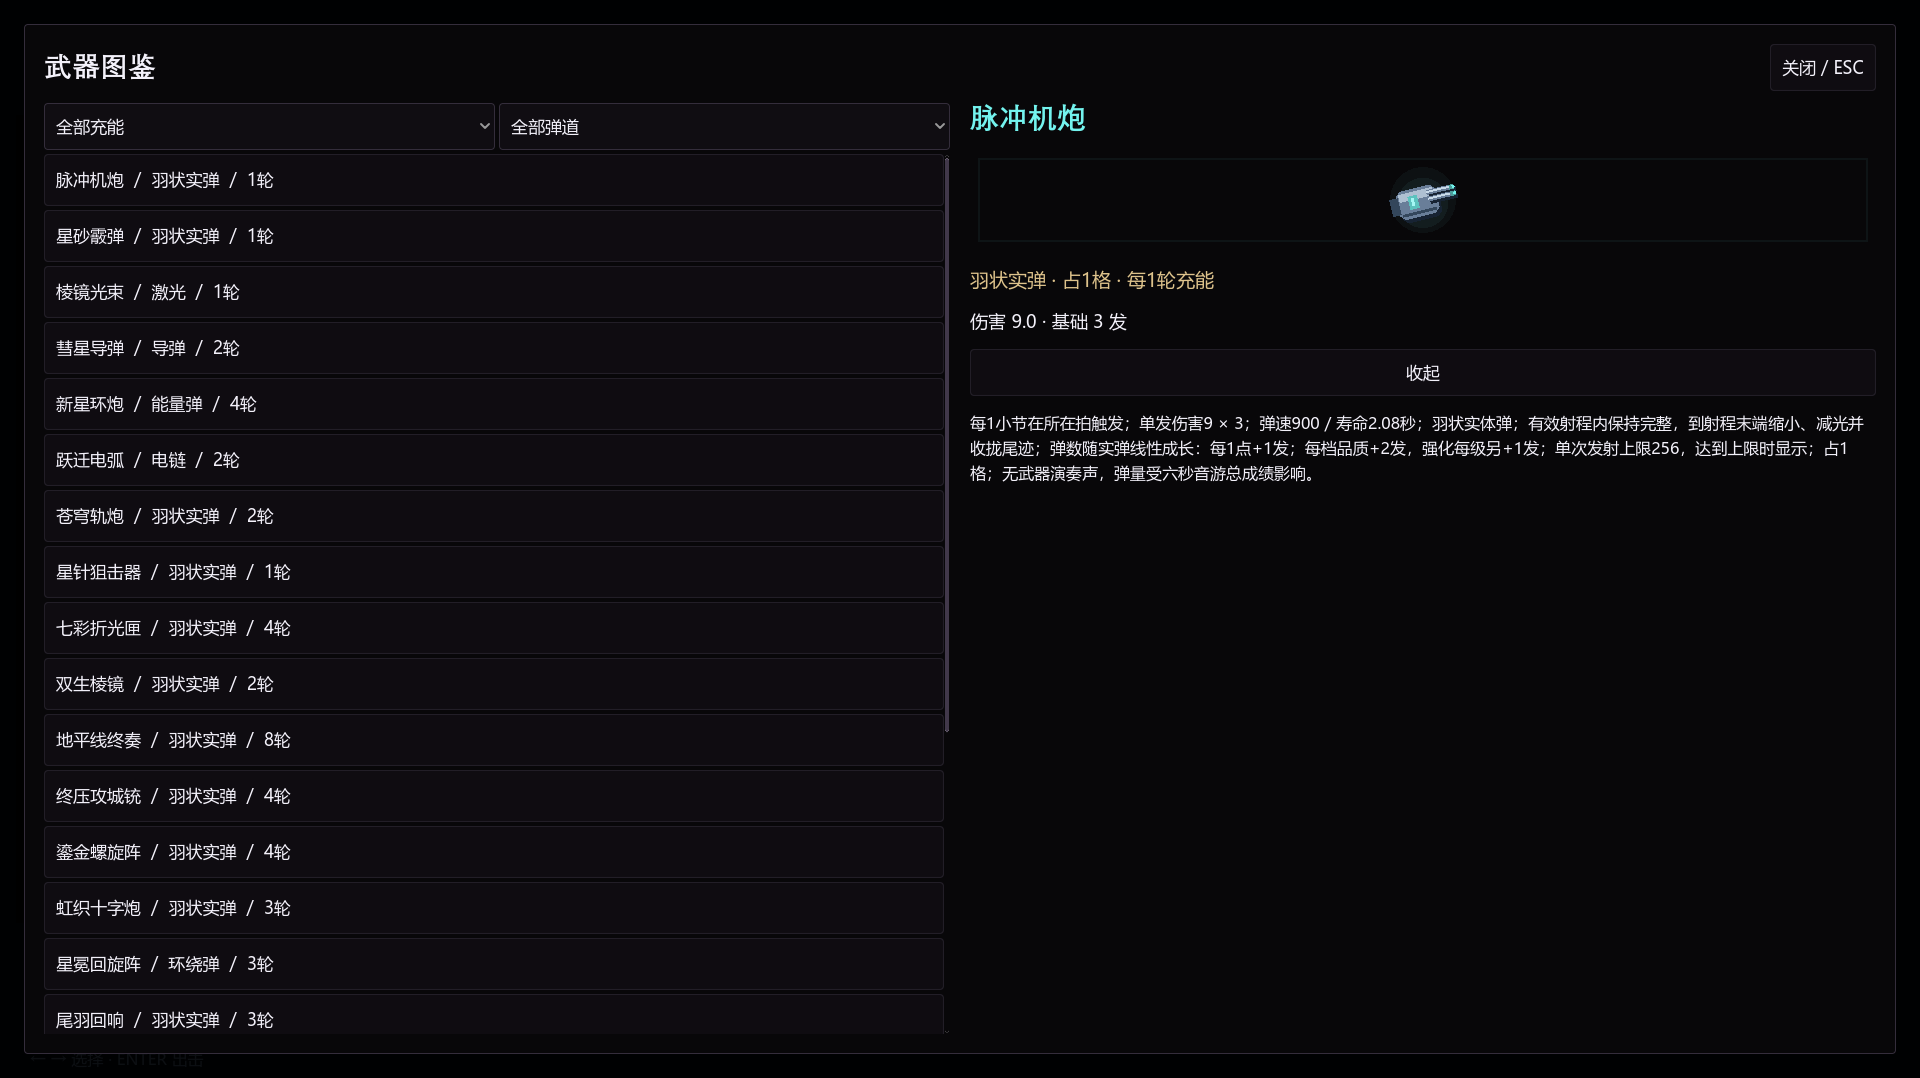 武器图鉴
关闭 / ESC
全部充能
全部弹道
脉冲机炮 / 羽状实弹 / 1轮
星砂霰弹 / 羽状实弹 / 1轮
棱镜光束 / 激光 / 1轮
彗星导弹 / 导弹 / 2轮
新星环炮 / 能量弹 / 4轮
跃迁电弧 / 电链 / 2轮
苍穹轨炮 / 羽状实弹 / 2轮
星针狙击器 / 羽状实弹 / 1轮
七彩折光匣 / 羽状实弹 / 4轮
双生棱镜 / 羽状实弹 / 2轮
地平线终奏 / 羽状实弹 / 8轮
终压攻城铳 / 羽状实弹 / 4轮
鎏金螺旋阵 / 羽状实弹 / 4轮
虹织十字炮 / 羽状实弹 / 3轮
星冕回旋阵 / 环绕弹 / 3轮
尾羽回响 / 羽状实弹 / 3轮
脉冲机炮
羽状实弹 · 占1格 · 每1轮充能
伤害 9.0 · 基础 3 发
收起
每1小节在所在拍触发；单发伤害9 × 3；弹速900 / 寿命2.08秒；羽状实体弹；有效射程内保持完整，到射程末端缩小、减光并
收拢尾迹；弹数随实弹线性成长：每1点+1发；每档品质+2发，强化每级另+1发；单次发射上限256，达到上限时显示；占1
格；无武器演奏声，弹量受六秒音游总成绩影响。
← → 选择 · ENTER 出击